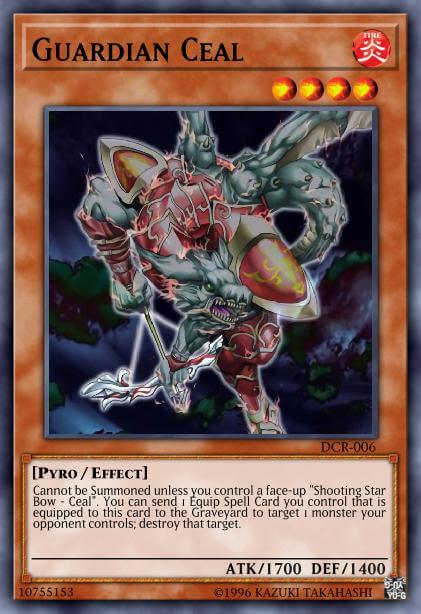 GUARDIAN CEAL
FIRE
炎
DCR-006
[PYRO / EFFECT]
Cannot be Summoned unless you control a face-up "Shooting Star
Bow - Ceal". You can send 1 Equip Spell Card you control that is
equipped to this card to the Graveyard to target 1 monster your
opponent controls; destroy that target.
ATK/1700 DEF/1400
10755153
©1996 KAZUKI TAKAHASHI